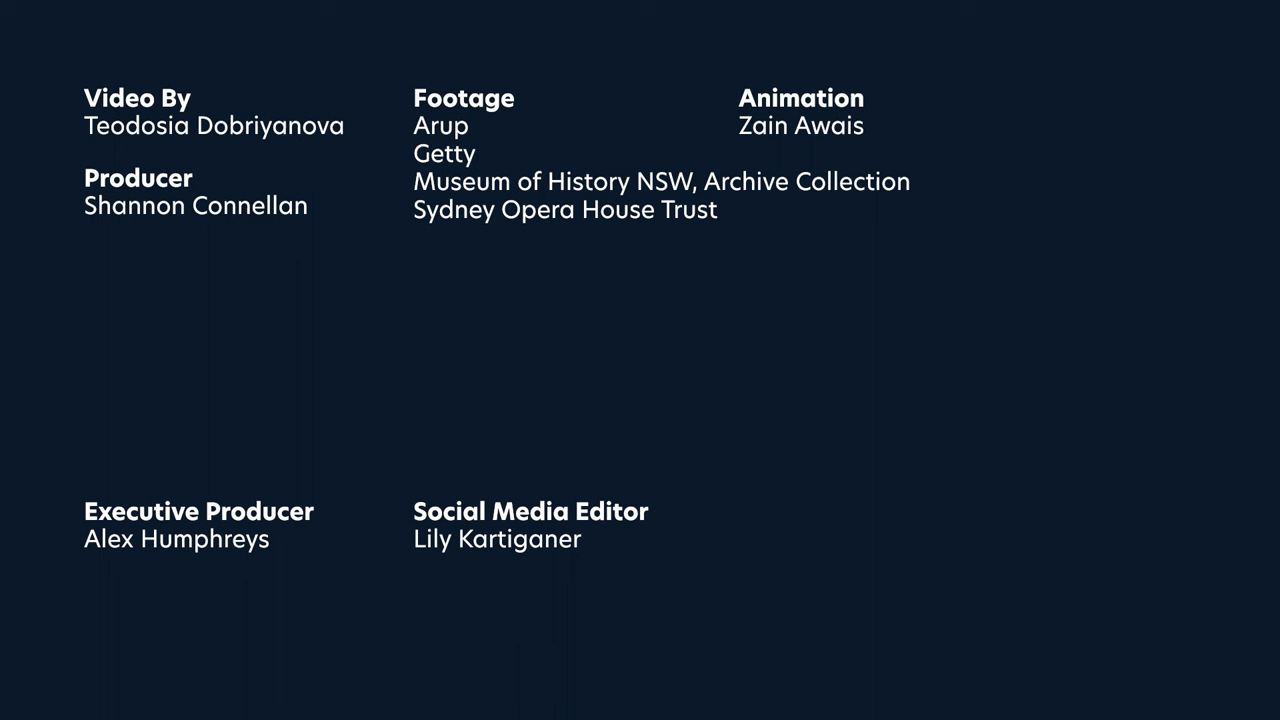 Video By
Teodosia Dobriyanova
Producer
Shannon Connellan
Footage
Arup
Getty
Museum of History NSW, Archive Collection
Sydney Opera House Trust
Animation
Zain Awais
Executive Producer
Alex Humphreys
Social Media Editor
Lily Kartiganer